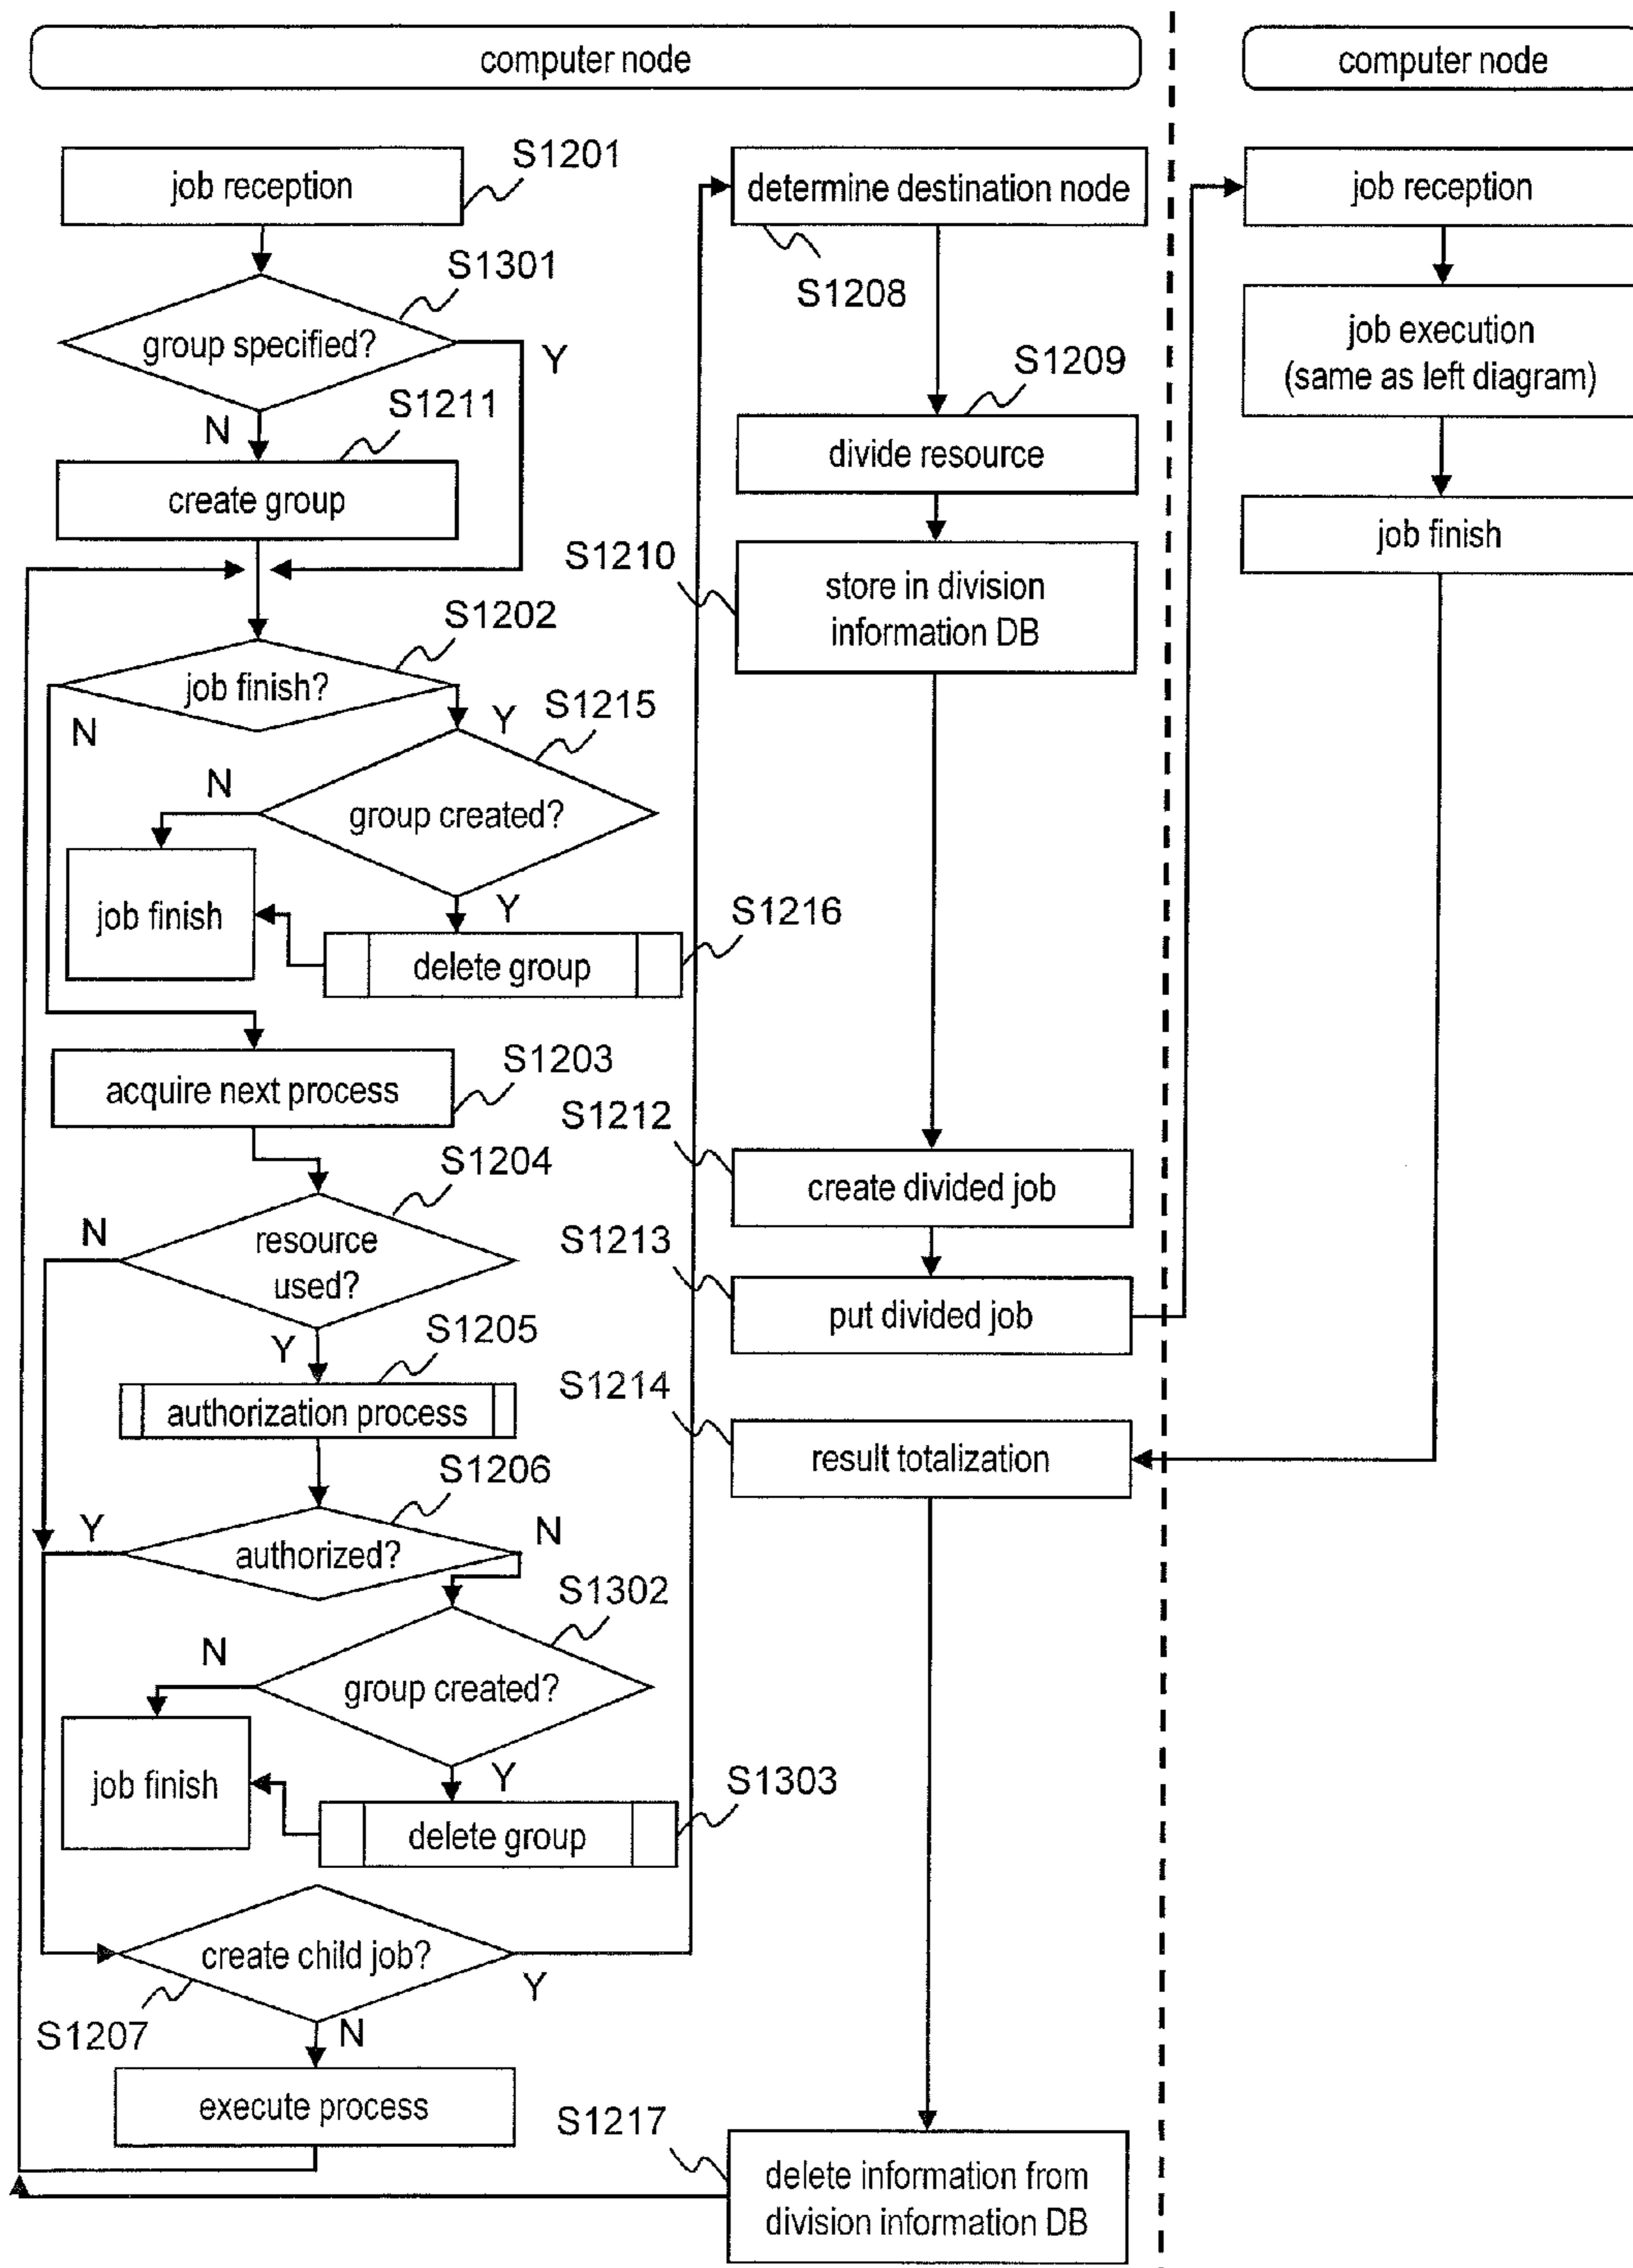 computer node
job reception
S1201
group specified?
S1301
Y
N
S1211
create group
job finish?
S1202
N
Y
S1215
group created?
N
job finish
Y
S1216
delete group
acquire next process
S1203
resource
used?
S1204
N
Y
S1205
authorization process
S1206
Y
authorized?
N
S1302
group created?
N
job finish
Y
S1303
delete group
create child job?
Y
S1207
N
execute process
determine destination node
S1208
S1209
divide resource
S1210
store in division
information DB
S1212
create divided job
S1213
put divided job
S1214
result totalization
S1217
delete information from
division information DB
computer node
job reception
job execution
(same as left diagram)
job finish